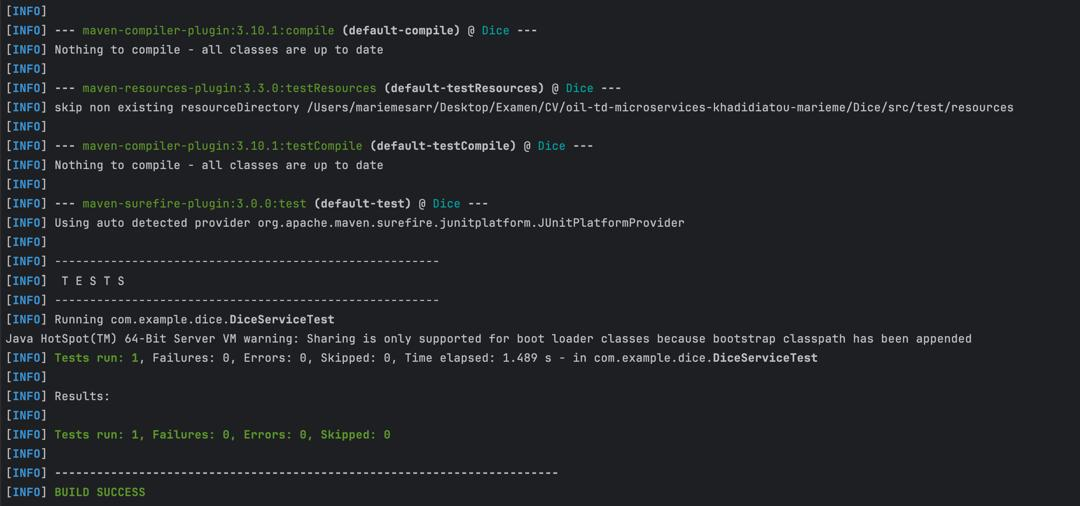 [INFO]
[INFO] --- maven-compiler-plugin:3.10.1:compile (default-compile) @ Dice ---
[INFO] Nothing to compile - all classes are up to date
[INFO]
[INFO] --- maven-resources-plugin:3.3.0:testResources (default-testResources) @ Dice ---
[INFO] skip non existing resourceDirectory /Users/mariemesarr/Desktop/Examen/CV/oil-td-microservices-khadidiatou-marieme/Dice/src/test/resources
[INFO]
[INFO] --- maven-compiler-plugin:3.10.1:testCompile (default-testCompile) @ Dice ---
[INFO] Nothing to compile - all classes are up to date
[INFO]
[INFO] --- maven-surefire-plugin:3.0.0:test (default-test) @ Dice ---
[INFO] Using auto detected provider org.apache.maven.surefire.junitplatform.JUnitPlatformProvider
[INFO]
[INFO] -------------------------------------------------------
[INFO]  T E S T S
[INFO] -------------------------------------------------------
[INFO] Running com.example.dice.DiceServiceTest
Java HotSpot(TM) 64-Bit Server VM warning: Sharing is only supported for boot loader classes because bootstrap classpath has been appended
[INFO] Tests run: 1, Failures: 0, Errors: 0, Skipped: 0, Time elapsed: 1.489 s - in com.example.dice.DiceServiceTest
[INFO]
[INFO] Results:
[INFO]
[INFO] Tests run: 1, Failures: 0, Errors: 0, Skipped: 0
[INFO]
[INFO] ------------------------------------------------------------------------
[INFO] BUILD SUCCESS